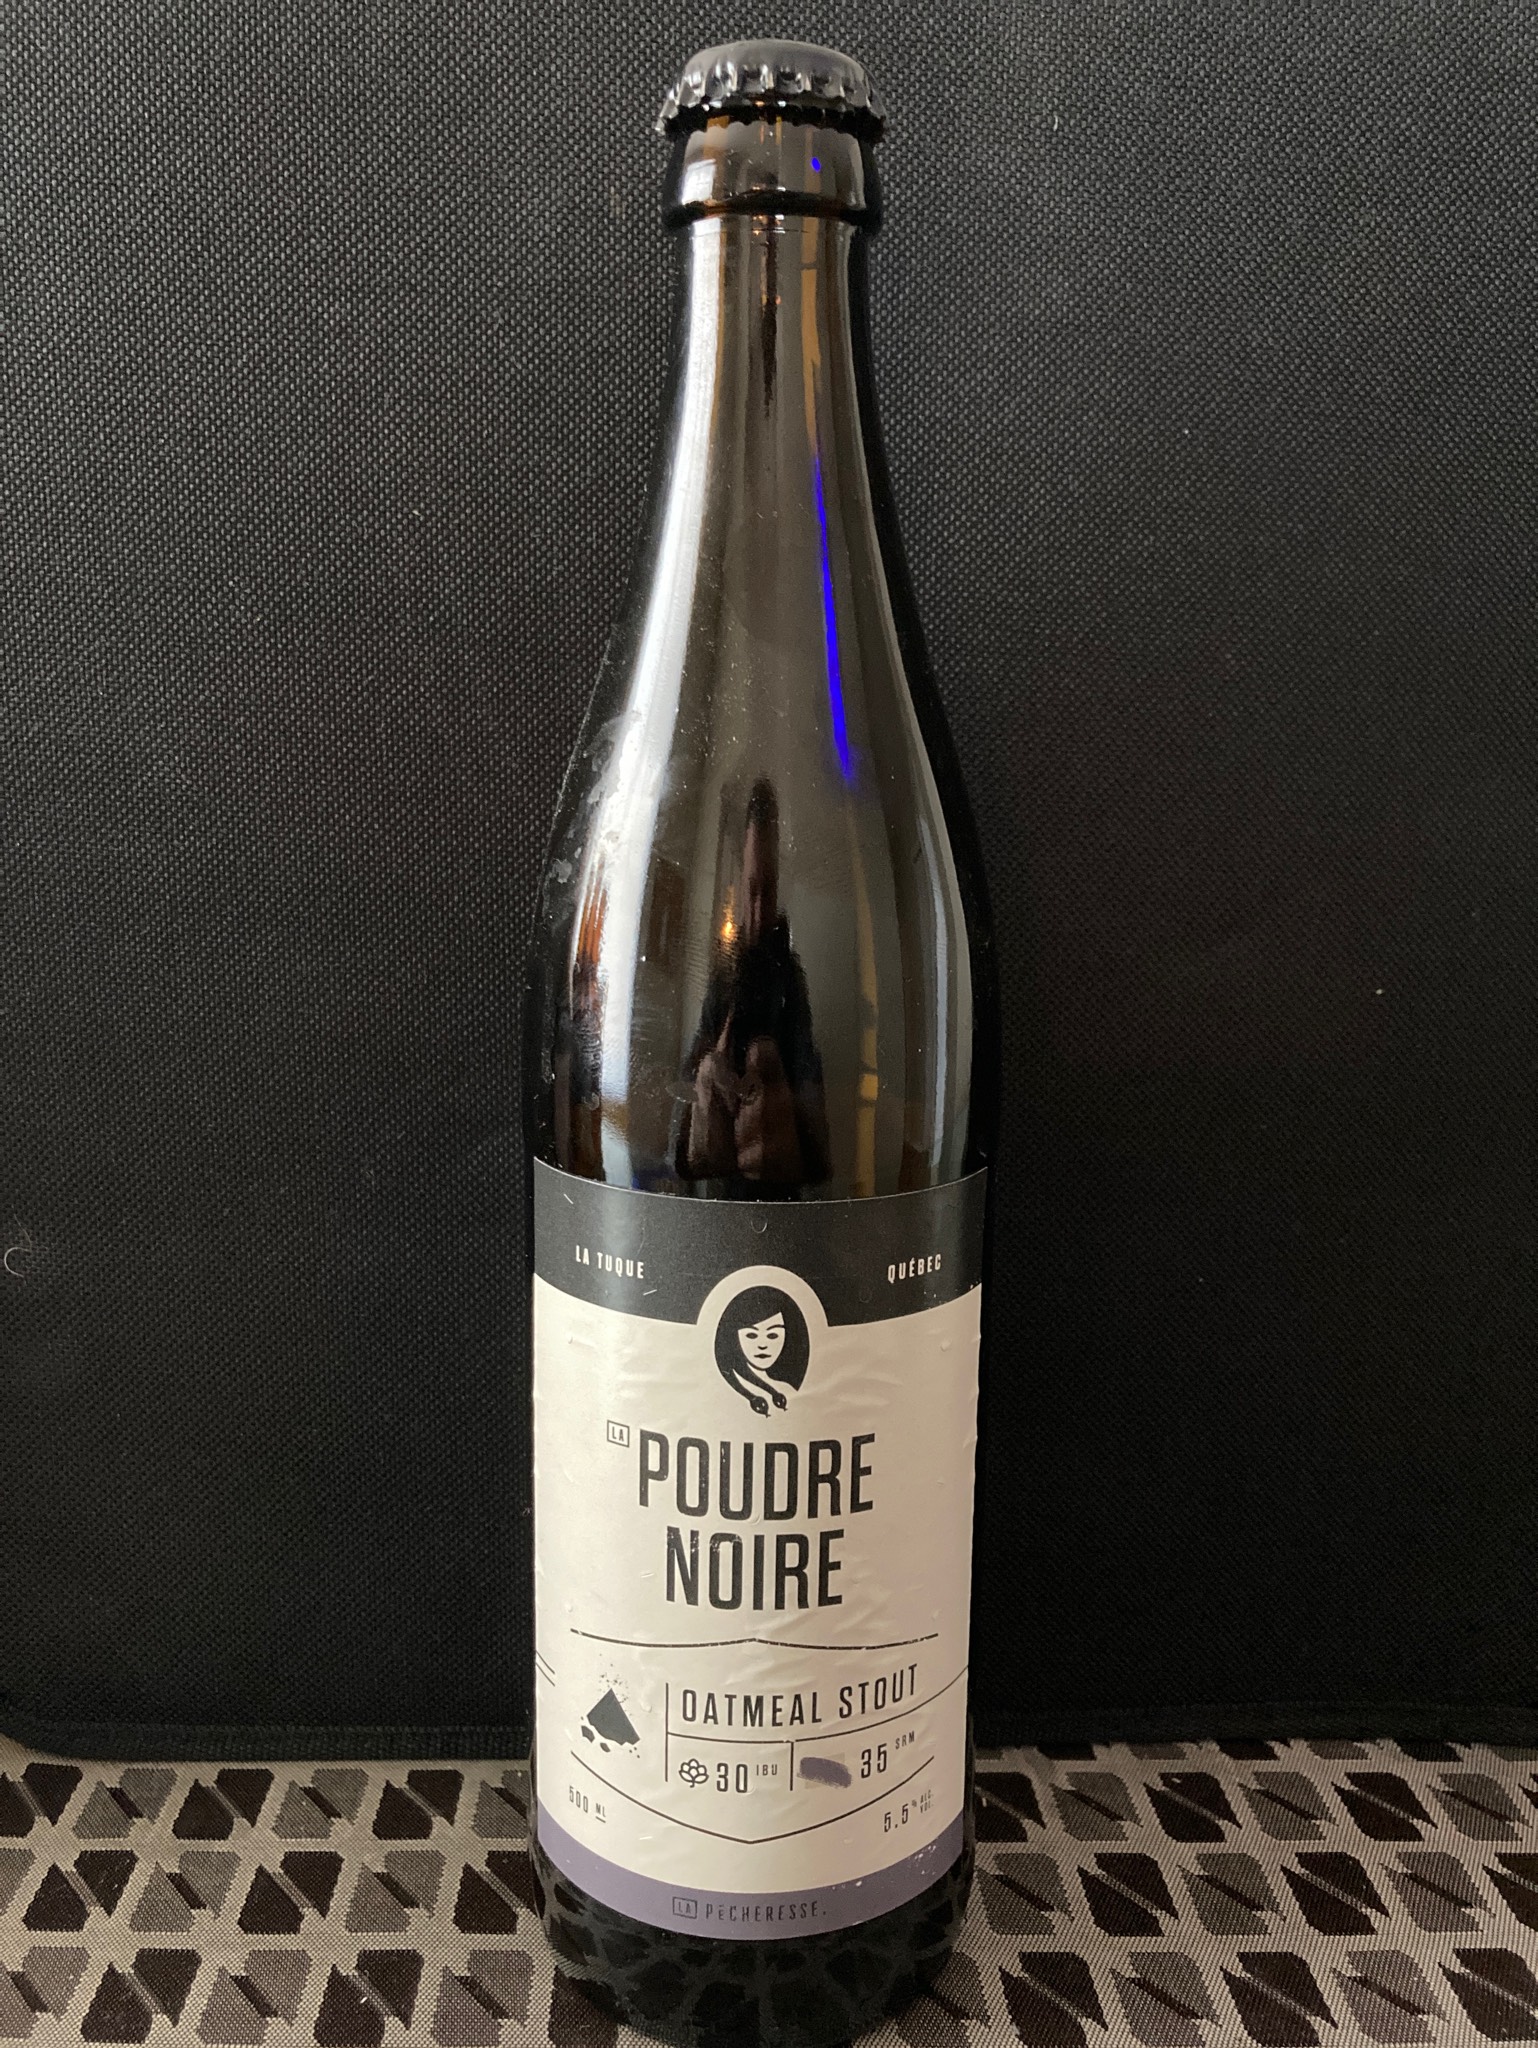 LA TUQUE
QUÉBEC
LA
POUDRE
NOIRE
OATMEAL STOUT
30 IBU
35 SRM
500 ML
5.5 % ALC. VOL.
LA PéCHERESSE.